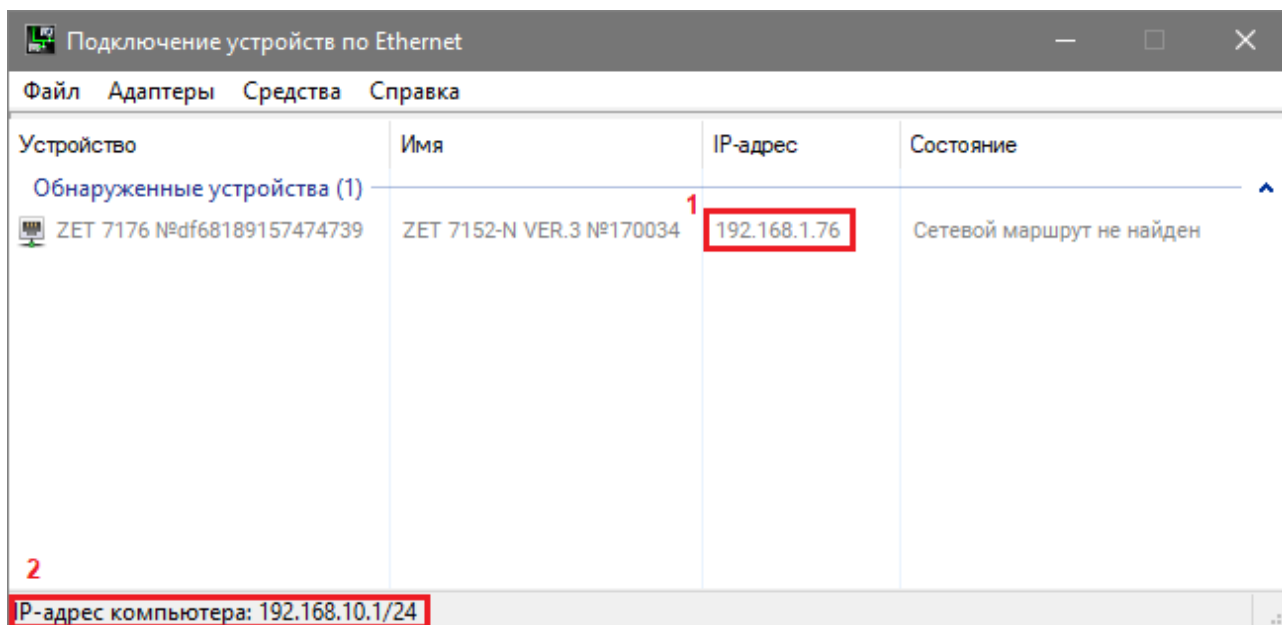 Подключение устройств по Ethernet
Файл Адаптеры Средства Справка
Устройство Имя IP-адрес Состояние
Обнаруженные устройства (1)
1
ZET 7176 №df68189157474739 ZET 7152-N VER.3 №170034 192.168.1.76 Сетевой маршрут не найден
2
IP-адрес компьютера: 192.168.10.1/24